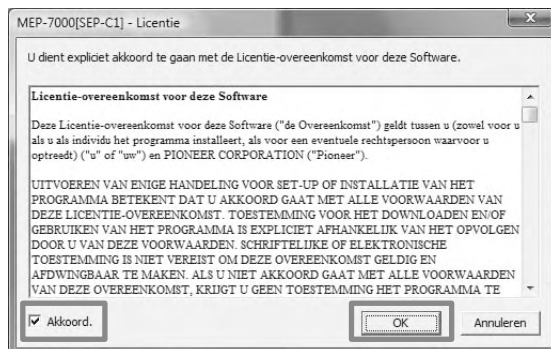 MEP-7000[SEP-C1] - Licentie
U dient expliciet akkoord te gaan met de Licentie-overeenkomst voor deze Software.
Licentie-overeenkomst voor deze Software
Deze Licentie-overeenkomst voor deze Software ("de Overeenkomst") geldt tussen u (zowel voor u
als u als individu het programma installeert, als voor een eventuele rechtspersoon waarvoor u
optreedt) ("u" of "uw") en PIONEER CORPORATION ("Pioneer").
UITVOEREN VAN ENIGE HANDELING VOOR SET-UP OF INSTALLATIE VAN HET
PROGRAMMA BETEKENT DAT U AKKOORD GAAT MET ALLE VOORWAARDEN VAN
DEZE LICENTIE-OVEREENKOMST. TOESTEMMING VOOR HET DOWNLOADEN EN/OF
GEBRUIKEN VAN HET PROGRAMMA IS EXPLICIET AFHANKELIJK VAN HET OPVOLGEN
DOOR U VAN DEZE VOORWAARDEN. SCHRIFTELIJKE OF ELEKTRONISCHE
TOESTEMMING IS NIET VEREIST OM DEZE OVEREENKOMST GELDIG EN
AFDWINGBAAR TE MAKEN. ALS U NIET AKKOORD GAAT MET ALLE VOORWAARDEN
VAN DEZE OVEREENKOMST, KRIJGT U GEEN TOESTEMMING HET PROGRAMMA TE
Akkoord.
OK
Annuleren